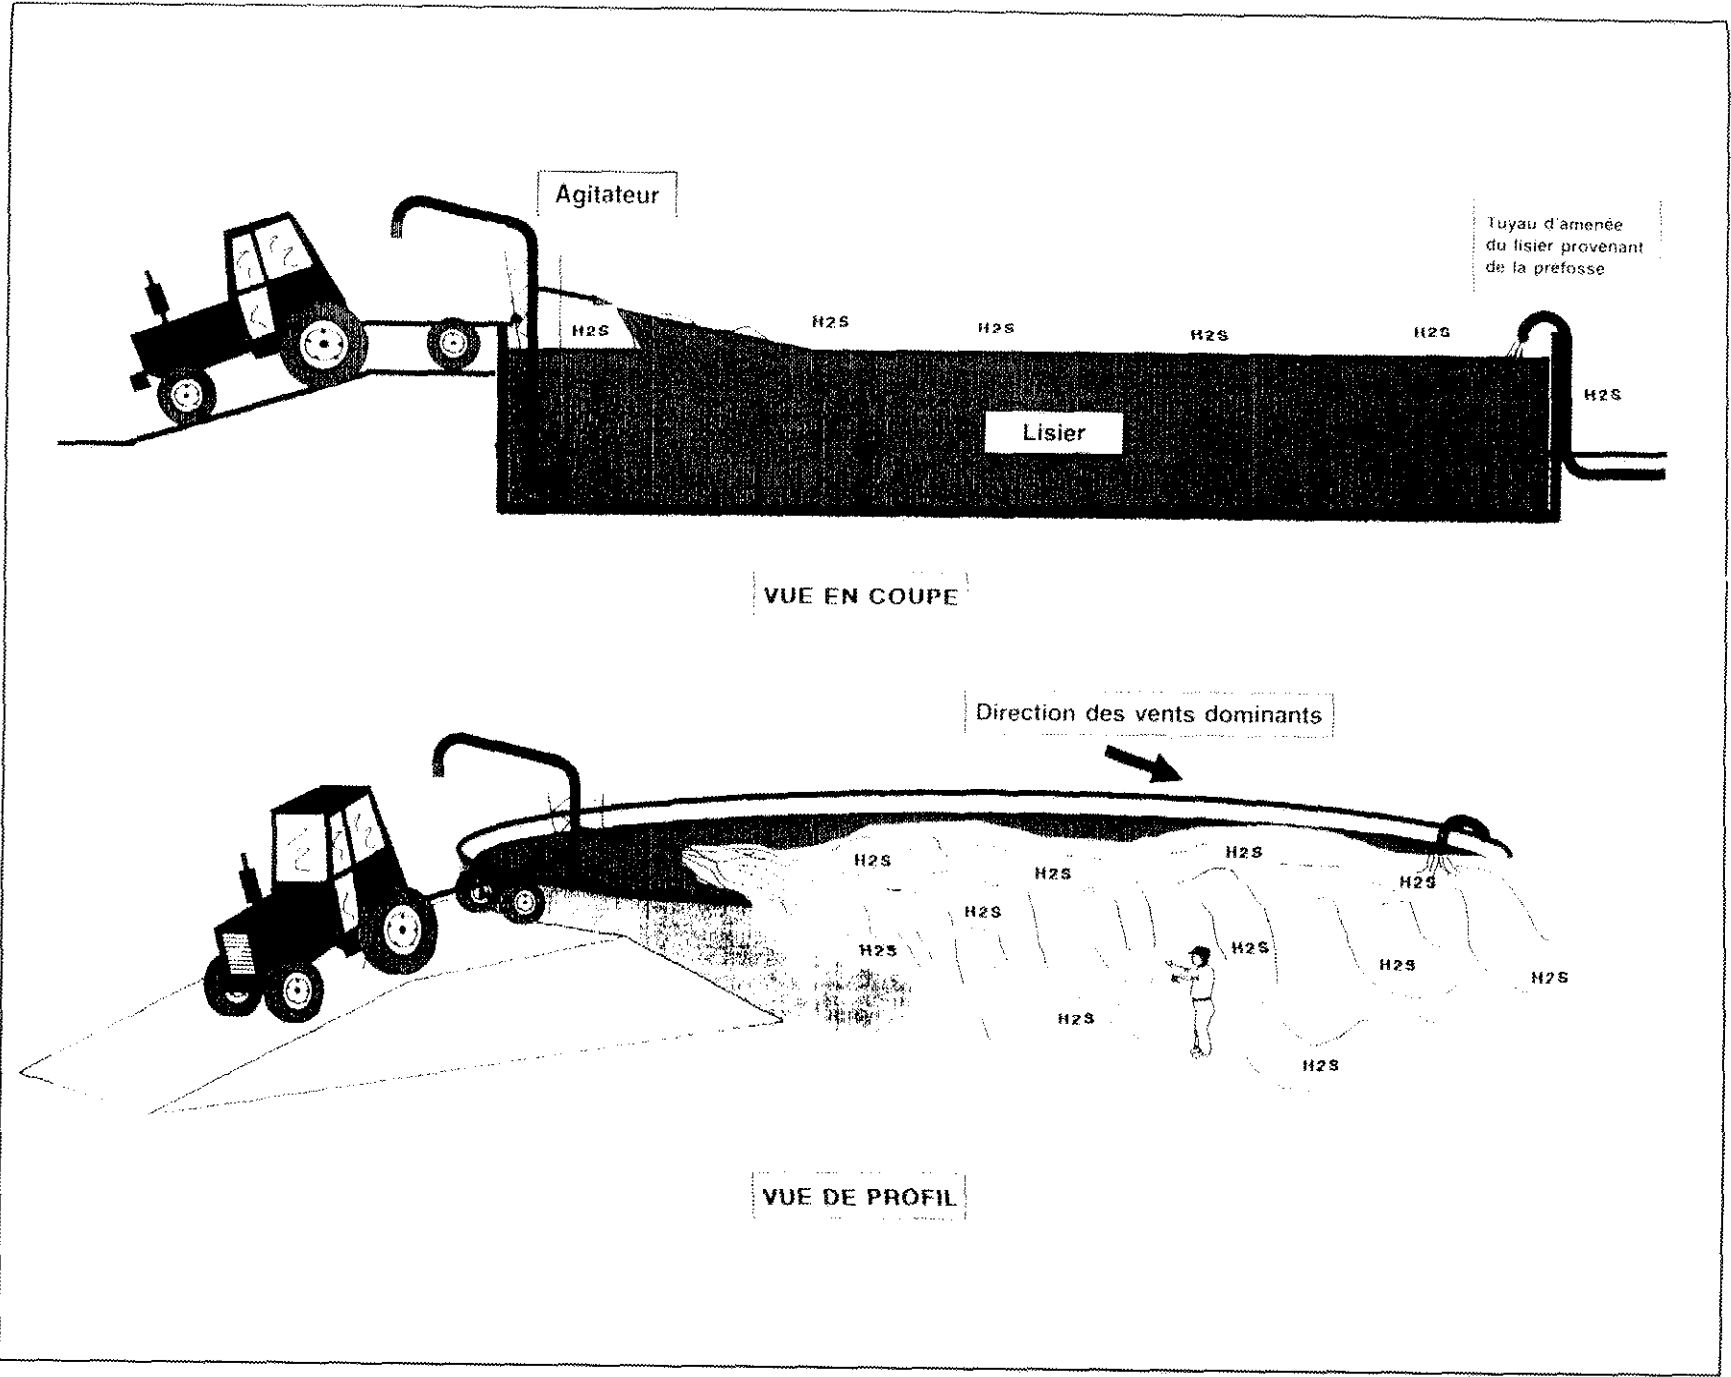 Agitateur
Tuyau d'amenée
du lisier provenant
de la préfosse
H2S
H2S
H2S
H2S
H2S
H2S
Lisier
VUE EN COUPE
Direction des vents dominants
H2S
H2S
H2S
H2S
H2S
H2S
H2S
H2S
H2S
H2S
H2S
VUE DE PROFIL